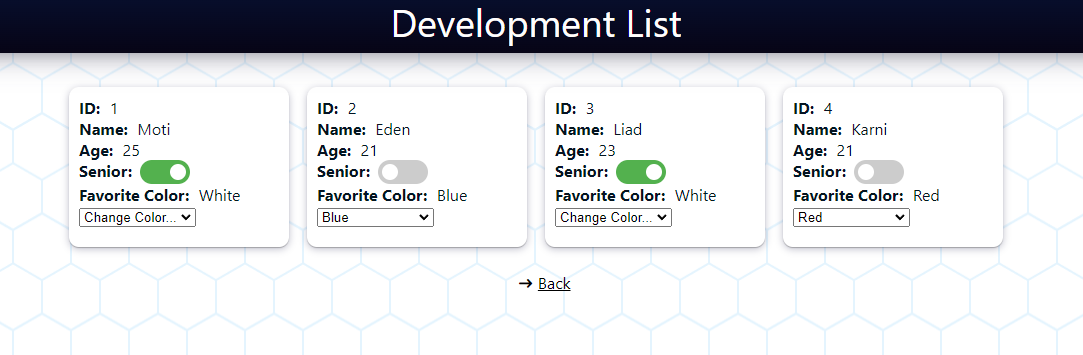 Development List
ID: 1
Name: Moti
Age: 25
Senior:
Favorite Color: White
Change Color...
ID: 2
Name: Eden
Age: 21
Senior:
Favorite Color: Blue
Blue
ID: 3
Name: Liad
Age: 23
Senior:
Favorite Color: White
Change Color...
ID: 4
Name: Karni
Age: 21
Senior:
Favorite Color: Red
Red
➔ Back